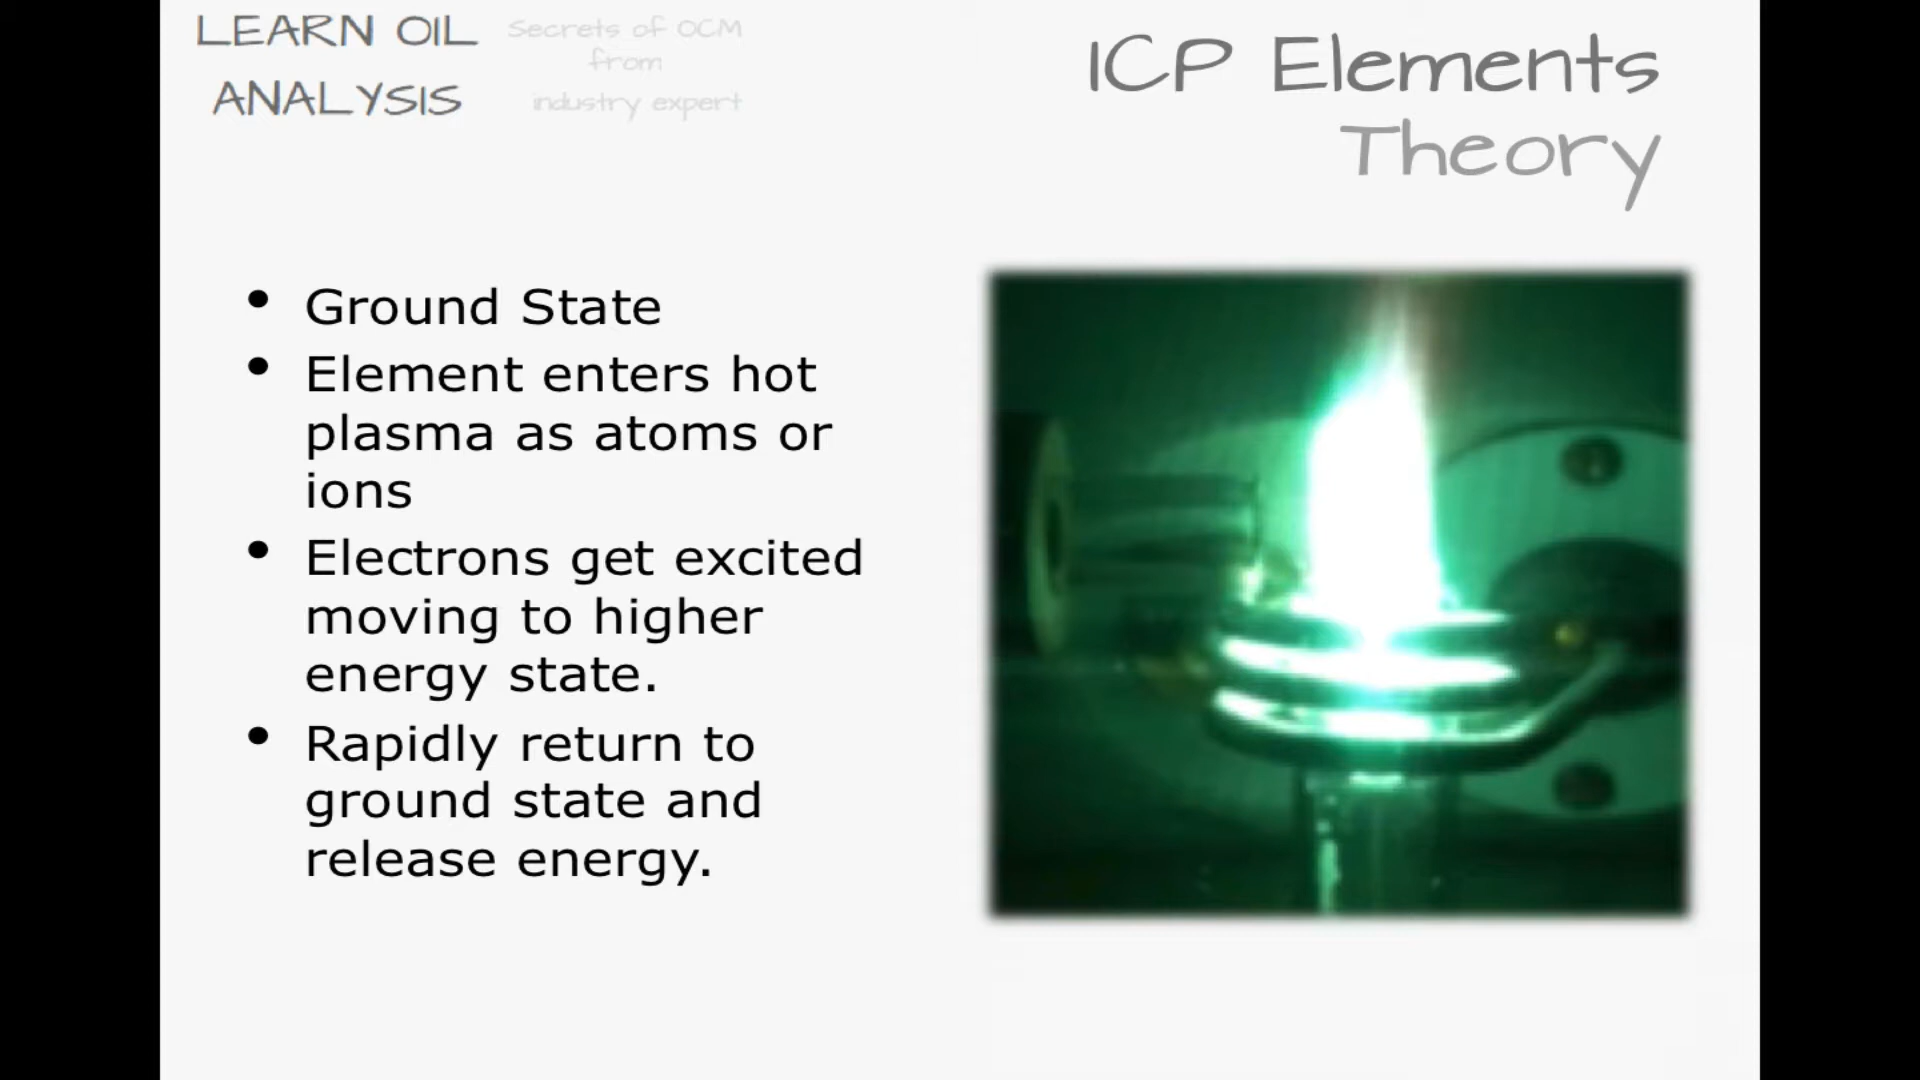 LEARN OIL
ANALYSIS
Secrets of OCM
from
industry expert
ICP Elements
Theory
• Ground State
• Element enters hot
plasma as atoms or
ions
• Electrons get excited
moving to higher
energy state.
• Rapidly return to
ground state and
release energy.